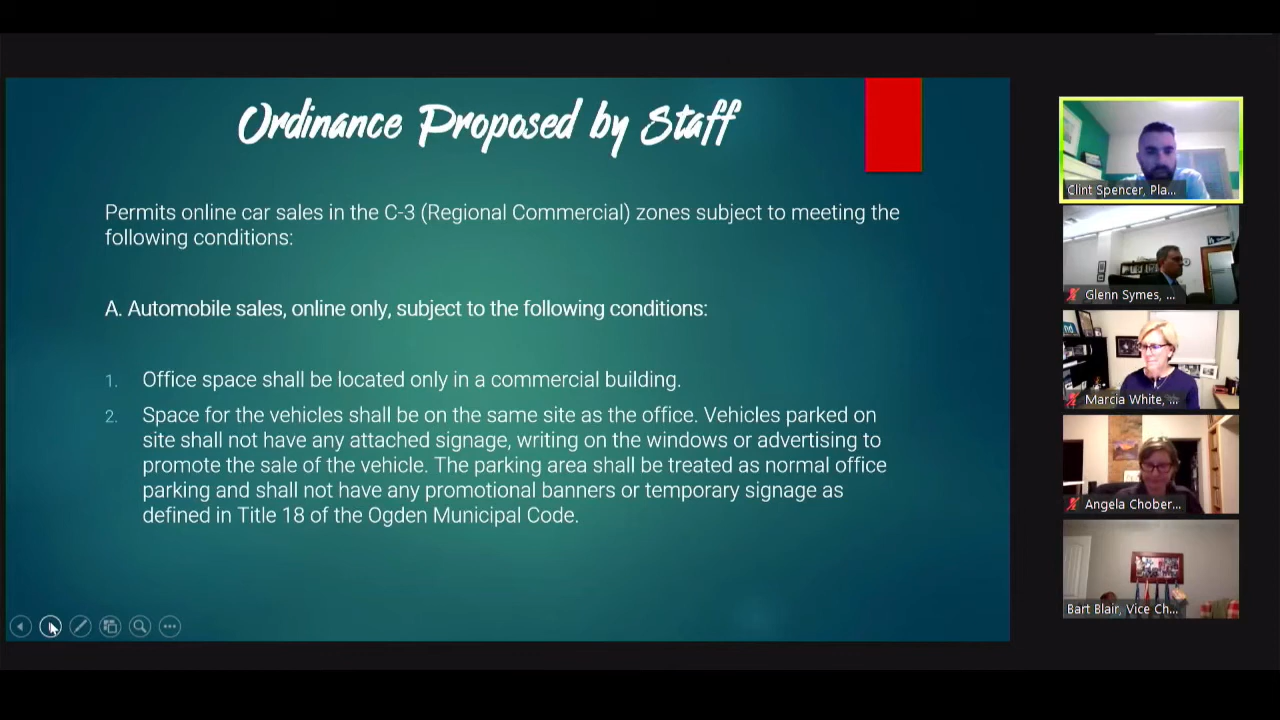 Ordinance Proposed by Staff
Permits online car sales in the C-3 (Regional Commercial) zones subject to meeting the
following conditions:
A. Automobile sales, online only, subject to the following conditions:
1. Office space shall be located only in a commercial building.
2. Space for the vehicles shall be on the same site as the office. Vehicles parked on
site shall not have any attached signage, writing on the windows or advertising to
promote the sale of the vehicle. The parking area shall be treated as normal office
parking and shall not have any promotional banners or temporary signage as
defined in Title 18 of the Ogden Municipal Code.
Clint Spencer, Pla...
Glenn Symes, ...
Marcia White, ...
Angela Chober...
Bart Blair, Vice Ch...